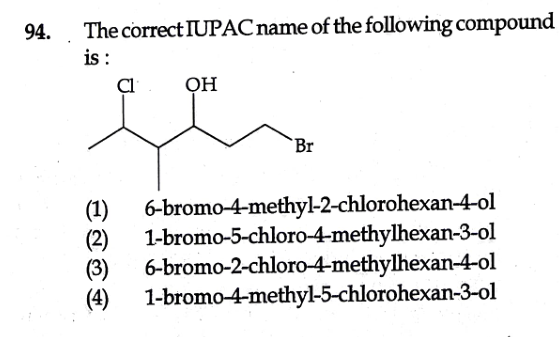 94. The correct IUPAC name of the following compound
is :
Cl OH
Br
(1) 6-bromo-4-methyl-2-chlorohexan-4-ol
(2) 1-bromo-5-chloro-4-methylhexan-3-ol
(3) 6-bromo-2-chloro-4-methylhexan-4-ol
(4) 1-bromo-4-methyl-5-chlorohexan-3-ol